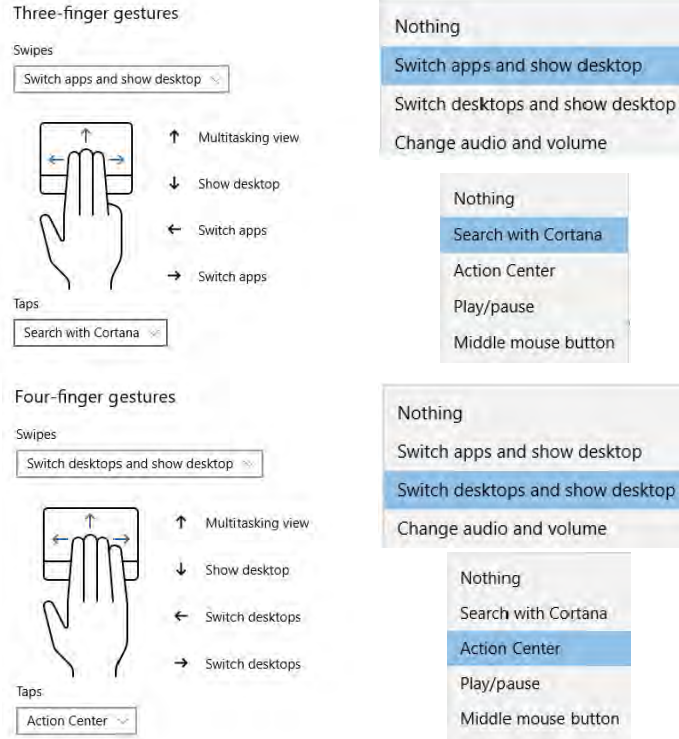 Three-finger gestures
Swipes
Switch apps and show desktop
↑ Multitasking view
↓ Show desktop
← Switch apps
→ Switch apps
Taps
Search with Cortana
Nothing
Switch apps and show desktop
Switch desktops and show desktop
Change audio and volume
Nothing
Search with Cortana
Action Center
Play/pause
Middle mouse button
Four-finger gestures
Swipes
Switch desktops and show desktop
↑ Multitasking view
↓ Show desktop
← Switch desktops
→ Switch desktops
Taps
Action Center
Nothing
Switch apps and show desktop
Switch desktops and show desktop
Change audio and volume
Nothing
Search with Cortana
Action Center
Play/pause
Middle mouse button